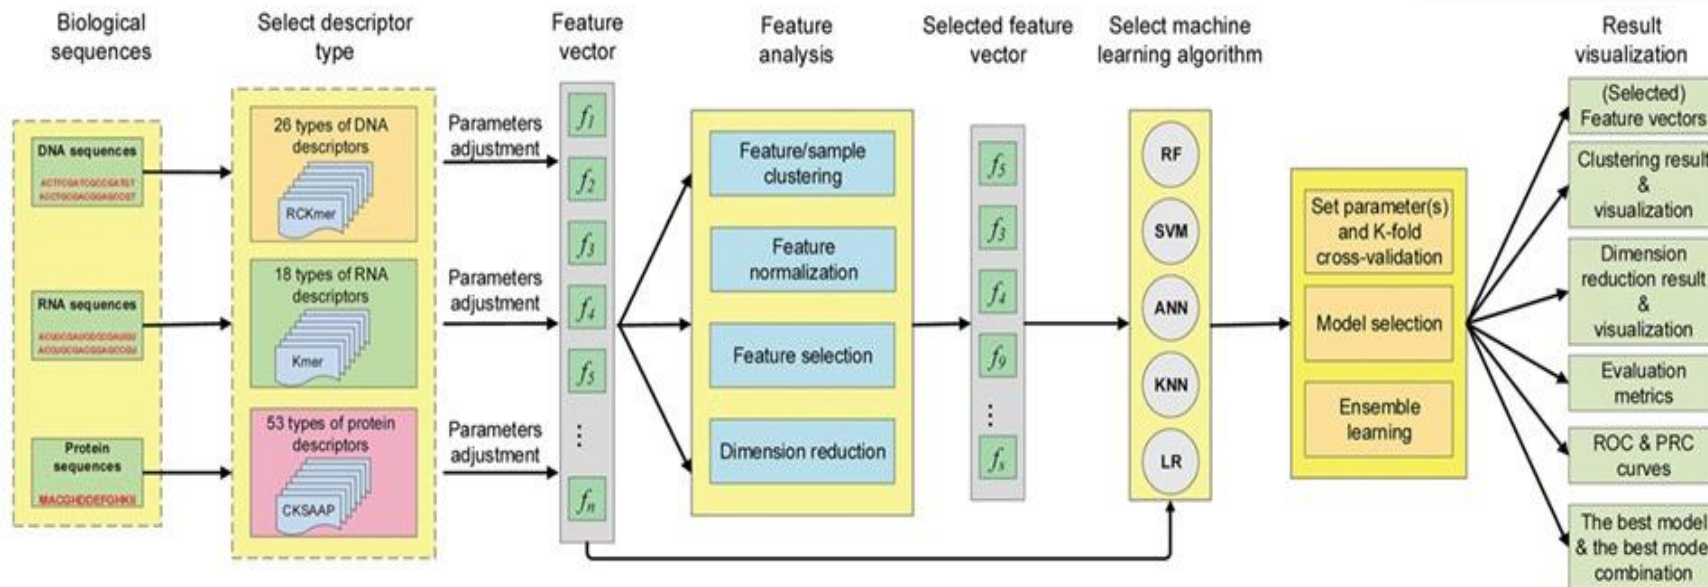 Biological
sequences
Select descriptor
type
Feature
vector
Feature
analysis
Selected feature
vector
Select machine
learning algorithm
Result
visualization
DNA sequences
ACCTGCGACGGAGCCGT
RNA sequences
Protein
sequences
MACGHDDEFGHKII
26 types of DNA
descriptors
RCKmer
18 types of RNA
descriptors
Kmer
53 types of protein
descriptors
CKSAAP
Parameters
adjustment
Parameters
adjustment
Parameters
adjustment
f1
f2
f3
f4
f5
⋮
fn
Feature/sample
clustering
Feature
normalization
Feature selection
Dimension reduction
f5
f3
f4
f9
⋮
fs
RF
SVM
ANN
KNN
LR
Set parameter(s)
and K-fold
cross-validation
Model selection
Ensemble
learning
(Selected)
Feature vectors
Clustering result
&
visualization
Dimension
reduction result
&
visualization
Evaluation
metrics
ROC & PRC
curves
The best model
& the best mode
combination